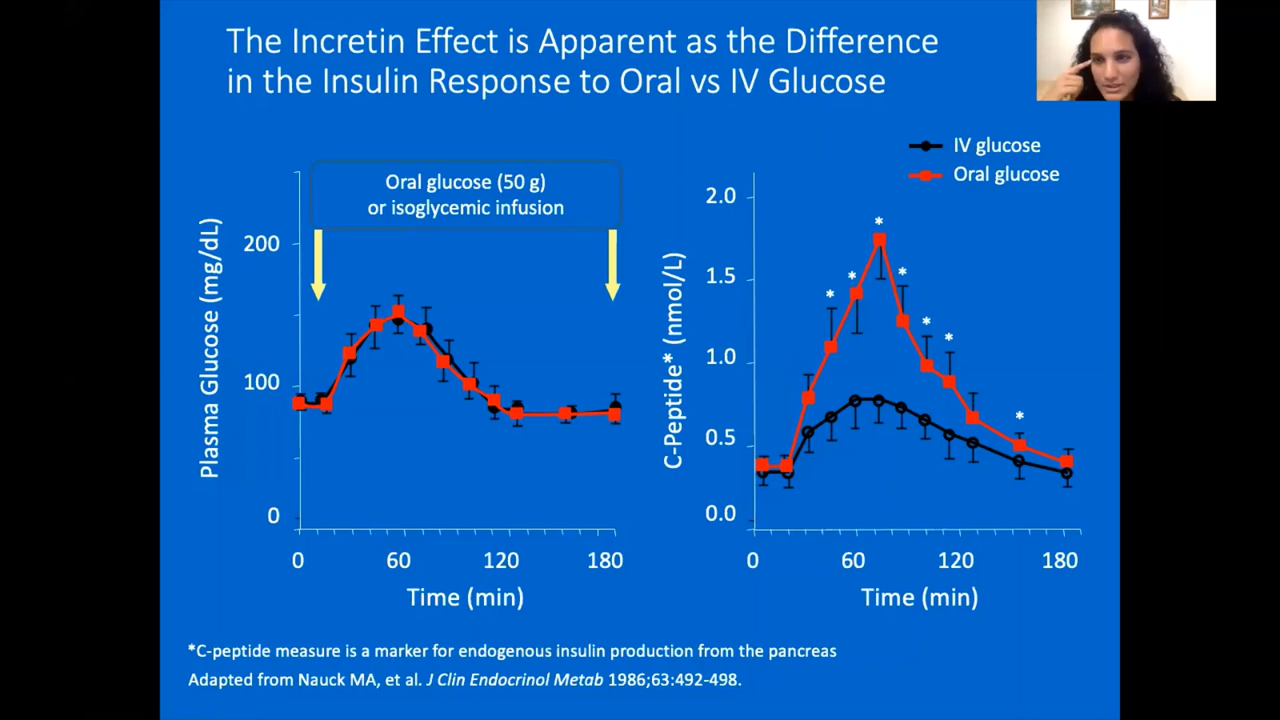 The Incretin Effect is Apparent as the Difference
in the Insulin Response to Oral vs IV Glucose
Oral glucose (50 g)
or isoglycemic infusion
Plasma Glucose (mg/dL)
200
100
0
0 60 120 180
Time (min)
IV glucose
Oral glucose
C-Peptide* (nmol/L)
2.0
1.5
1.0
0.5
0.0
* * * * * * *
0 60 120 180
Time (min)
*C-peptide measure is a marker for endogenous insulin production from the pancreas
Adapted from Nauck MA, et al. J Clin Endocrinol Metab 1986;63:492-498.